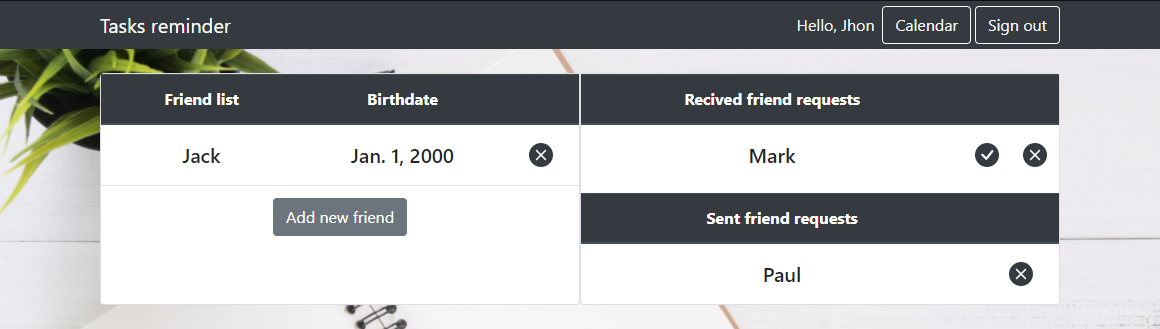 Tasks reminder
Hello, Jhon Calendar Sign out
Friend list Birthdate
Jack Jan. 1, 2000
Add new friend
Recived friend requests
Mark
Sent friend requests
Paul